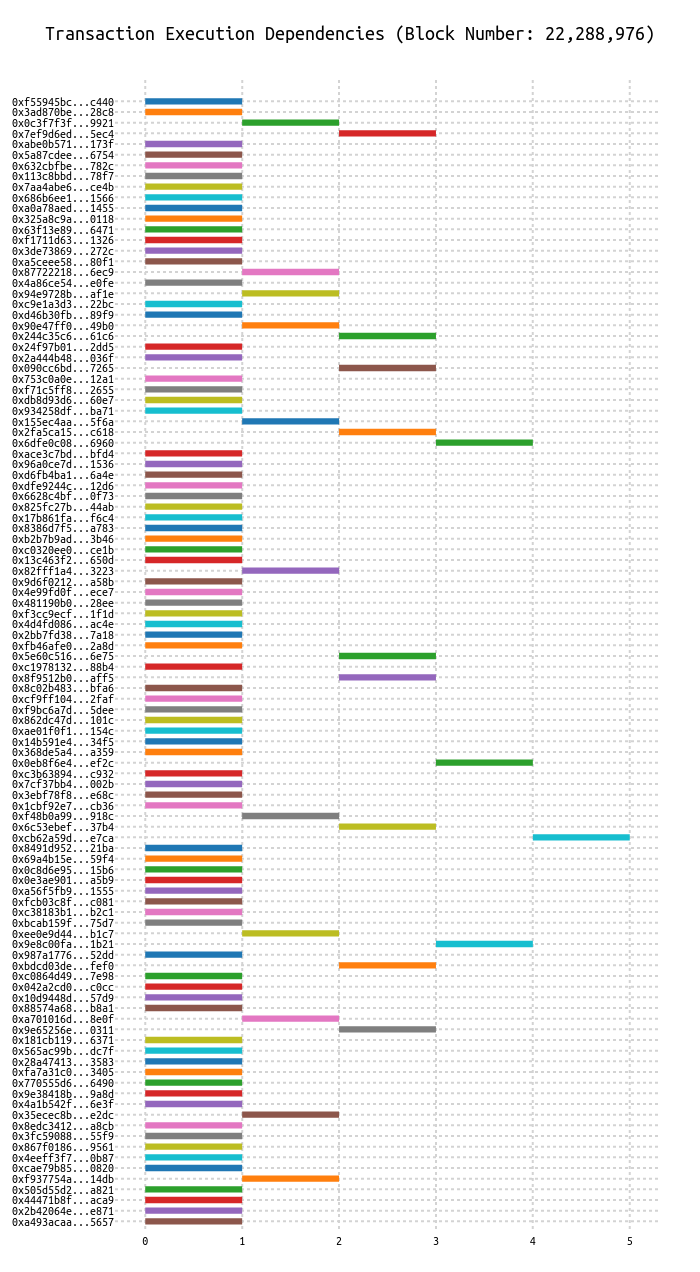 Transaction Execution Dependencies (Block Number: 22,288,976)
0xf55945bc...c440
0x3ad870be...28c8
0x0c3f7f3f...9921
0x7ef9d6ed...5ec4
0xabe0b571...173f
0x5a87cdee...6754
0x632cbfbe...782c
0x113c8bbd...78f7
0x7aa4abe6...ce4b
0x686b6ee1...1566
0xa0a78aed...1455
0x325a8c9a...0118
0x63f13e89...6471
0xf1711d63...1326
0x3de73869...272c
0xa5ceee58...80f1
0x87722218...6ec9
0x4a86ce54...e0fe
0x94e9728b...af1e
0xc9e1a3d3...22bc
0xd46b30fb...89f9
0x90e47ff0...49b0
0x244c35c6...61c6
0x24f97b01...2dd5
0x2a444b48...036f
0x090cc6bd...7265
0x753c0a0e...12a1
0xf71c5ff8...2655
0xdb8d93d6...60e7
0x934258df...ba71
0x155ec4aa...5f6a
0x2fa5ca15...c618
0x6dfe0c08...6960
0xace3c7bd...bfd4
0x96a0ce7d...1536
0xd6fb4ba1...6a4e
0xdfe9244c...12d6
0x6628c4bf...0f73
0x825fc27b...44ab
0x17b861fa...f6c4
0x8386d7f5...a783
0xb2b7b9ad...3b46
0xc0320ee0...ce1b
0x13c463f2...650d
0x82fff1a4...3223
0x9d6f0212...a58b
0x4e99fd0f...ece7
0x481190b0...28ee
0xf3cc9ecf...1f1d
0x4d4fd086...ac4e
0x2bb7fd38...7a18
0xfb46afe0...2a8d
0x5e60c516...6e75
0xc1978132...88b4
0x8f9512b0...aff5
0x8c02b483...bfa6
0xcf9ff104...2faf
0xf9bc6a7d...5dee
0x862dc47d...101c
0xae01f0f1...154c
0x14b591e4...34f5
0x368de5a4...a359
0x0eb8f6e4...ef2c
0xc3b63894...c932
0x7cf37bb4...002b
0x3ebf78f8...e68c
0x1cbf92e7...cb36
0xf48b0a99...918c
0x6c53ebef...37b4
0xcb62a59d...e7ca
0x8491d952...21ba
0x69a4b15e...59f4
0x0c8d6e95...15b6
0x0e3ae901...a5b9
0xa56f5fb9...1555
0xfcb03c8f...c081
0xc38183b1...b2c1
0xbcab159f...75d7
0xee0e9d44...b1c7
0x9e8c00fa...1b21
0x987a1776...52dd
0xbdcd03de...fef0
0xc0864d49...7e98
0x042a2cd0...c0cc
0x10d9448d...57d9
0x88574a68...b8a1
0xa701016d...8e0f
0x9e65256e...0311
0x181cb119...6371
0x565ac99b...dc7f
0x28a47413...3583
0xfa7a31c0...3405
0x770555d6...6490
0x9e38418b...9a8d
0x4a1b542f...6e3f
0x35ecec8b...e2dc
0x8edc3412...a8cb
0x3fc59088...55f9
0x867f0186...9561
0x4eeff3f7...0b87
0xcae79b85...0820
0xf937754a...14db
0x505d55d2...a821
0x44471b8f...aca9
0x2b42064e...e871
0xa493acaa...5657
0 1 2 3 4 5